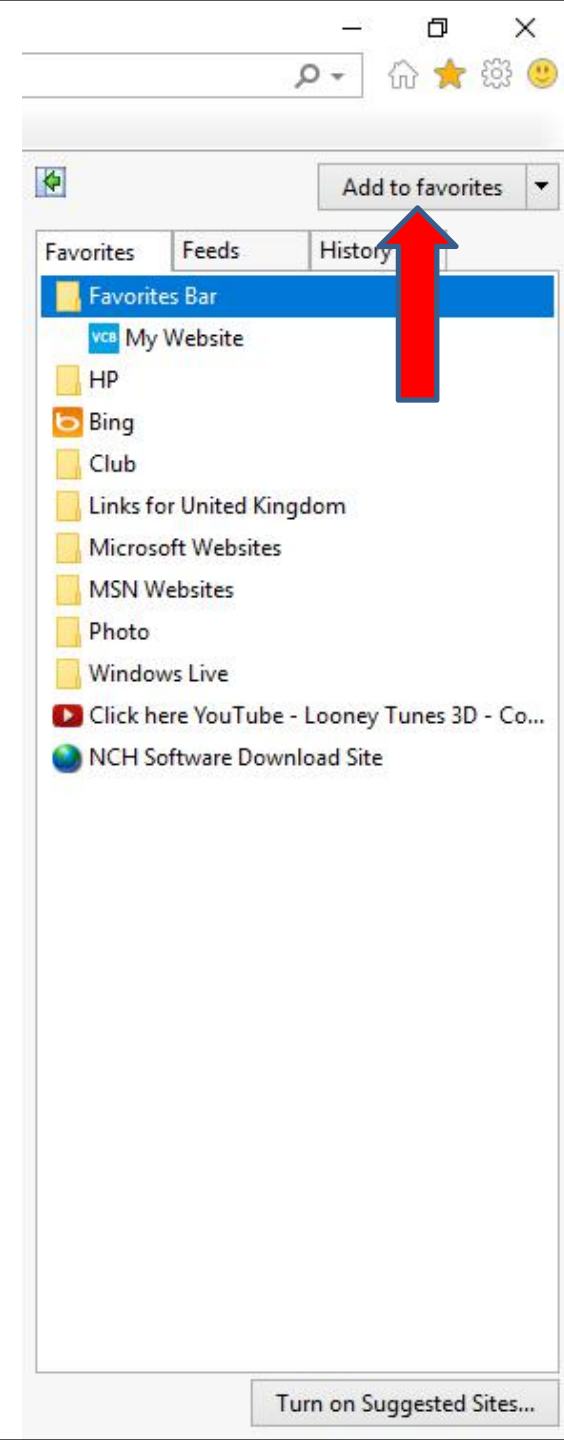 Add to favorites
Favorites Feeds History
Favorites Bar
VCB My Website
HP
Bing
Club
Links for United Kingdom
Microsoft Websites
MSN Websites
Photo
Windows Live
Click here YouTube - Looney Tunes 3D - Co...
NCH Software Download Site
Turn on Suggested Sites...